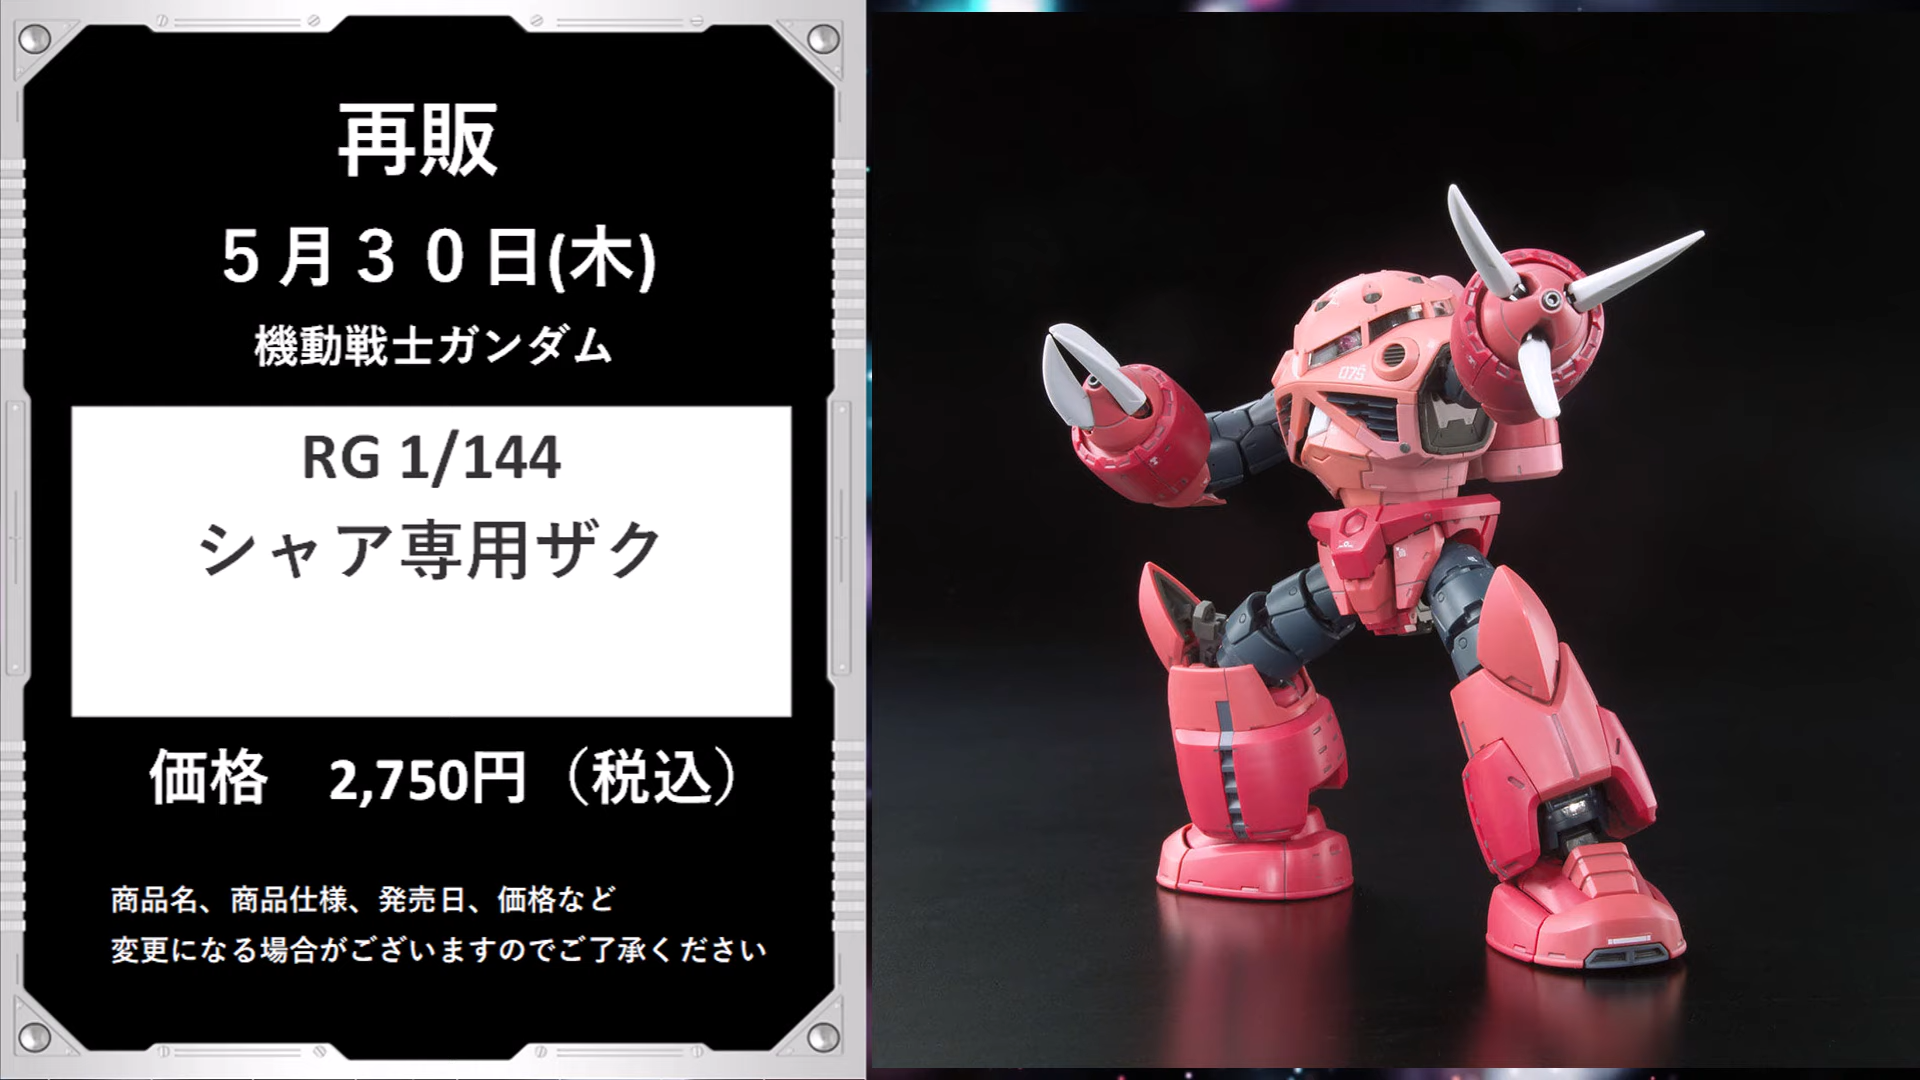 再販
５月３０日(木)
機動戦士ガンダム
RG 1/144
シャア専用ザク
価格　2,750円（税込）
商品名、商品仕様、発売日、価格など
変更になる場合がございますのでご了承ください
07S